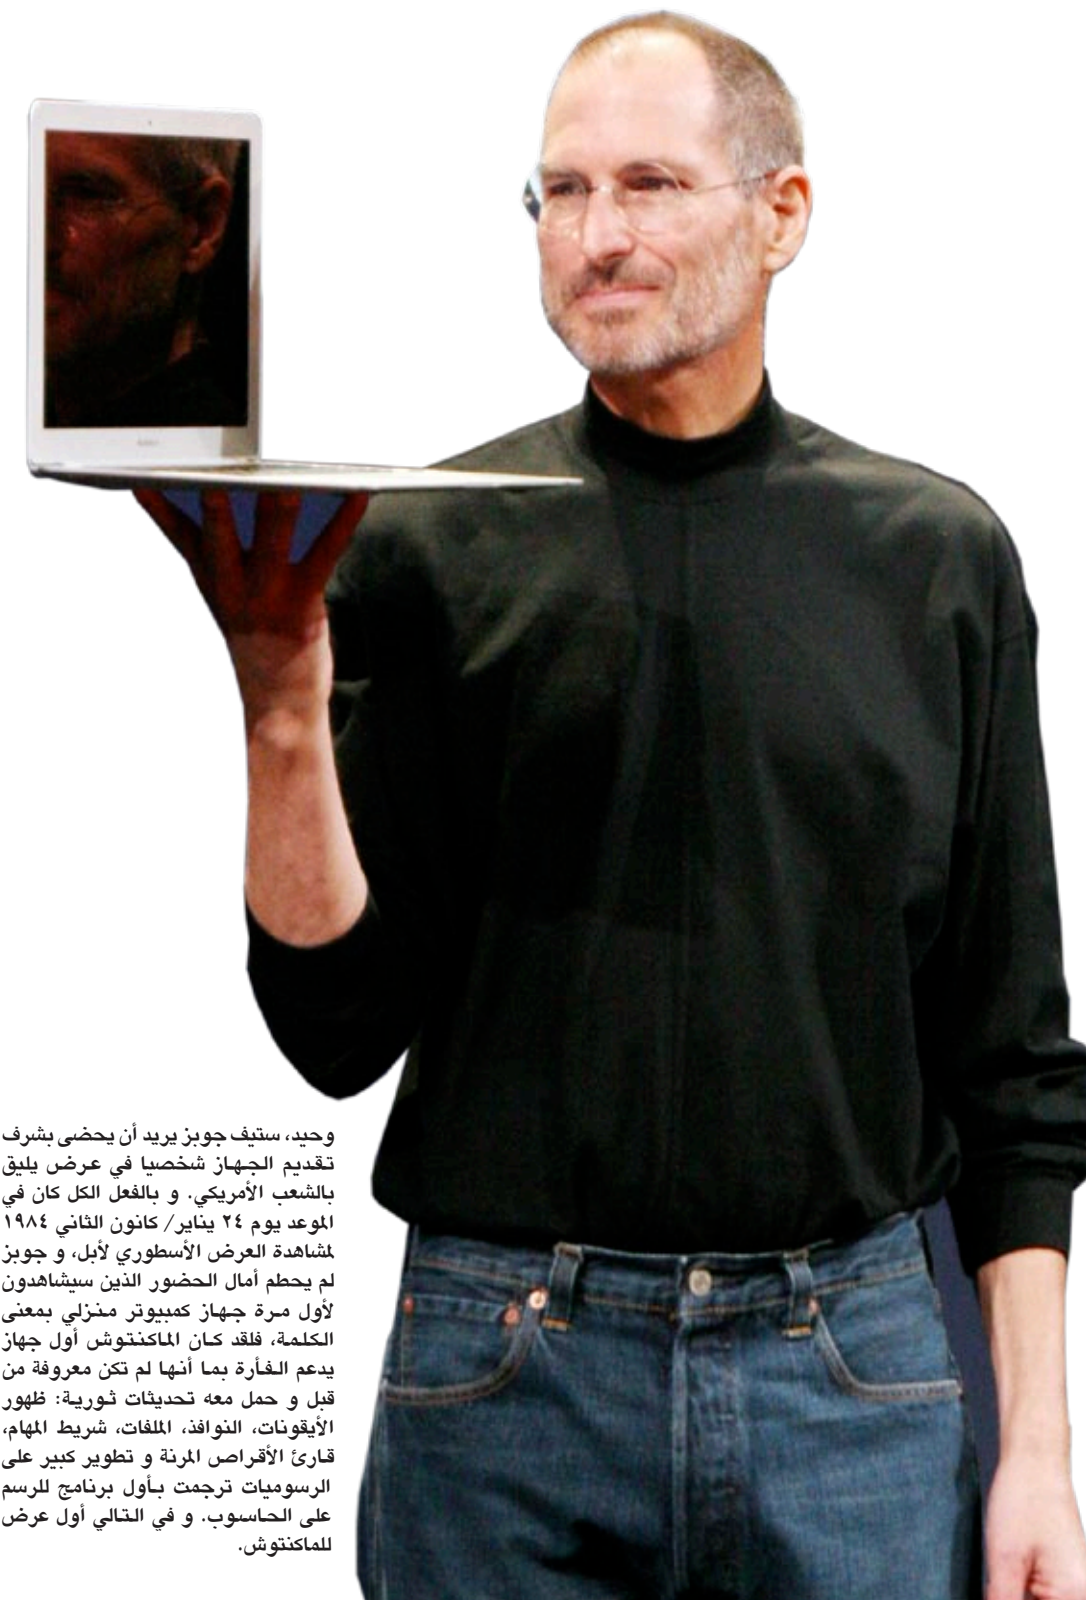 وحيد، ستيف جوبز يريد أن يحضى بشرف
تقديم الجهاز شخصيا في عرض يليق
بالشعب الأمريكي. و بالفعل الكل كان في
الموعد يوم ٢٤ يناير/ كانون الثاني ١٩٨٤
لمشاهدة العرض الأسطوري لأبل، و جوبز
لم يحطم أمال الحضور الذين سيشاهدون
لأول مرة جهاز كمبيوتر منزلي بمعنى
الكلمة، فلقد كان الماكنتوش أول جهاز
يدعم الفأرة بما أنها لم تكن معروفة من
قبل و حمل معه تحديثات ثورية: ظهور
الأيقونات، النوافذ، الملفات، شريط المهام،
قارئ الأقراص المرنة و تطوير كبير على
الرسوميات ترجمت بأول برنامج للرسم
على الحاسوب. و في التالي أول عرض
للماكنتوش.